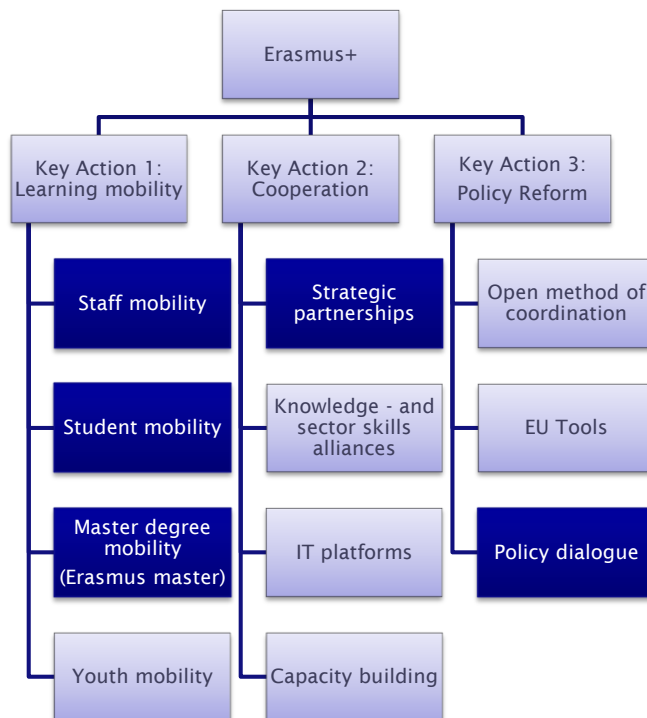 Erasmus+
Key Action 1:
Learning mobility
Key Action 2:
Cooperation
Key Action 3:
Policy Reform
Staff mobility
Strategic
partnerships
Open method of
coordination
Student mobility
Knowledge - and
sector skills
alliances
EU Tools
Master degree
mobility
(Erasmus master)
IT platforms
Policy dialogue
Youth mobility
Capacity building